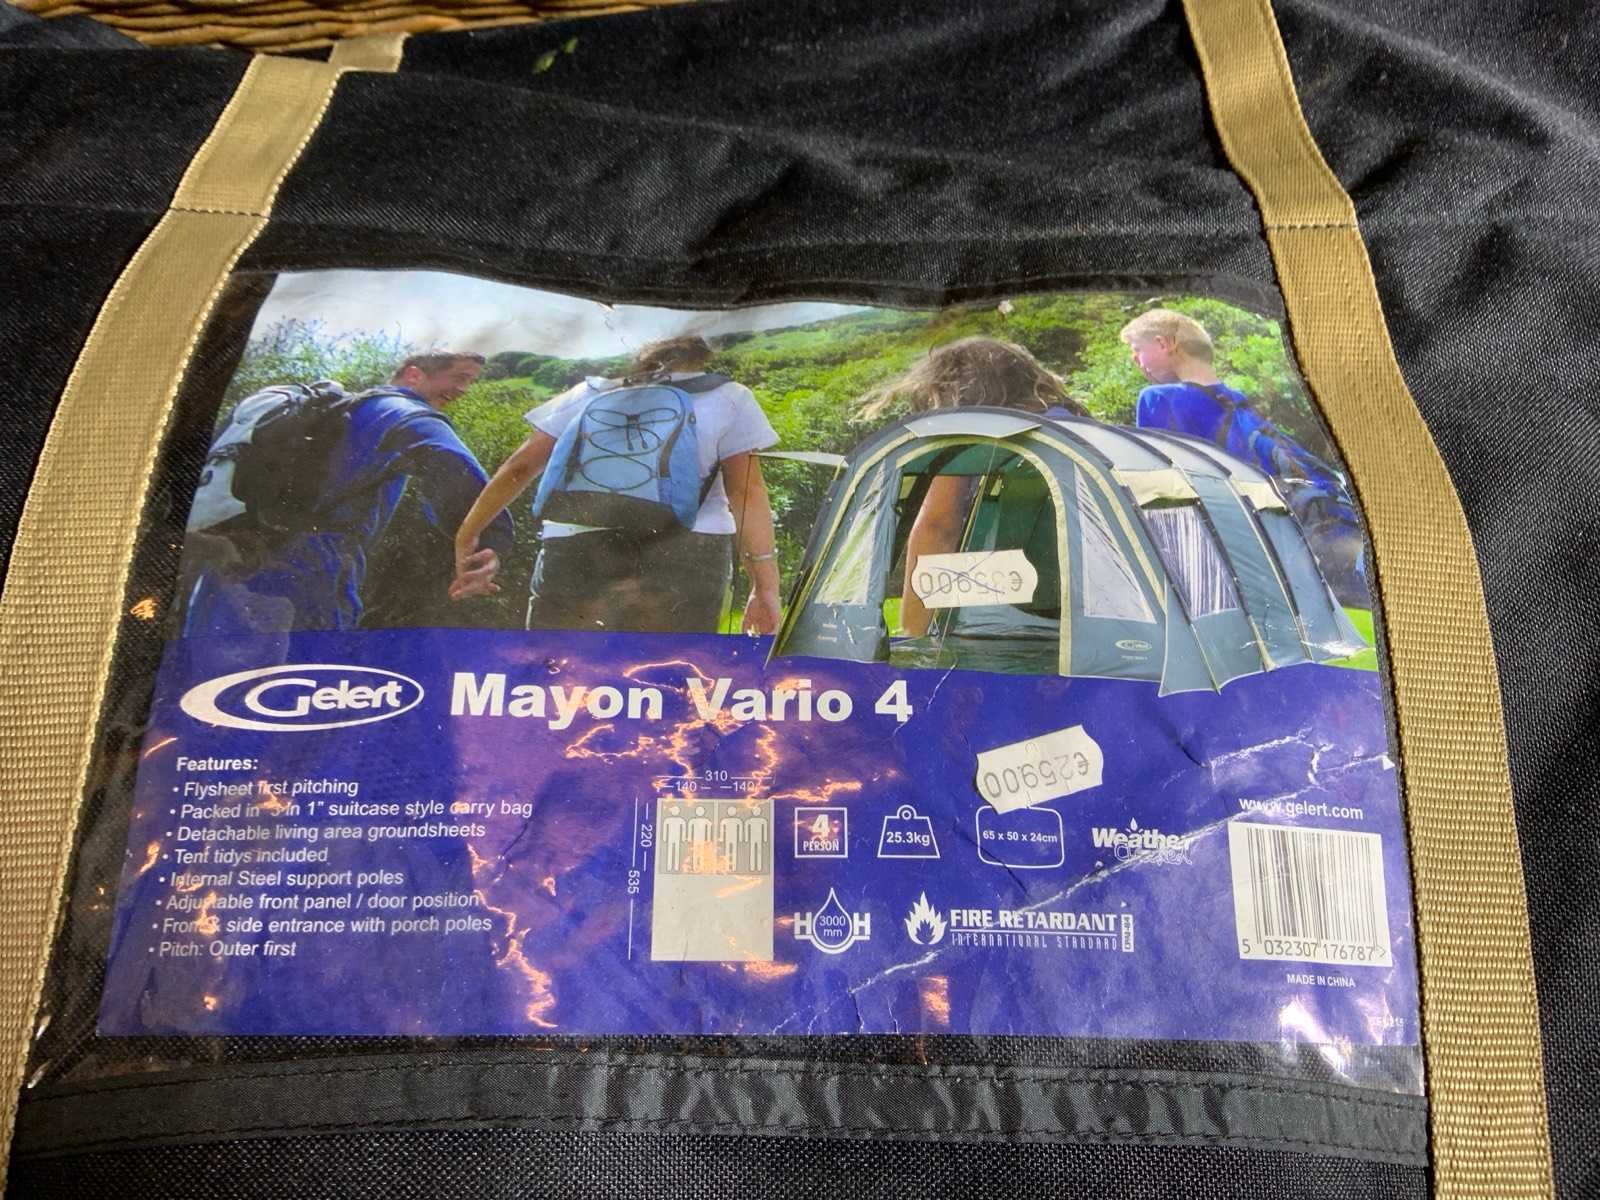 €359.00
Gelert
Mayon Vario 4
€259.00
Features:
• Flysheet first pitching
• Packed in "3 in 1" suitcase style carry bag
• Detachable living area groundsheets
• Tent tidys included
• Internal Steel support poles
• Adjustable front panel / door position
• Front & side entrance with porch poles
• Pitch: Outer first
310
140 140
220
535
4
PERSON
25.3kg
65 x 50 x 24cm
Weather
H 3000 H
mm
FIRE RETARDANT
INTERNATIONAL STANDARD
www.gelert.com
5 032307 176787 >
MADE IN CHINA